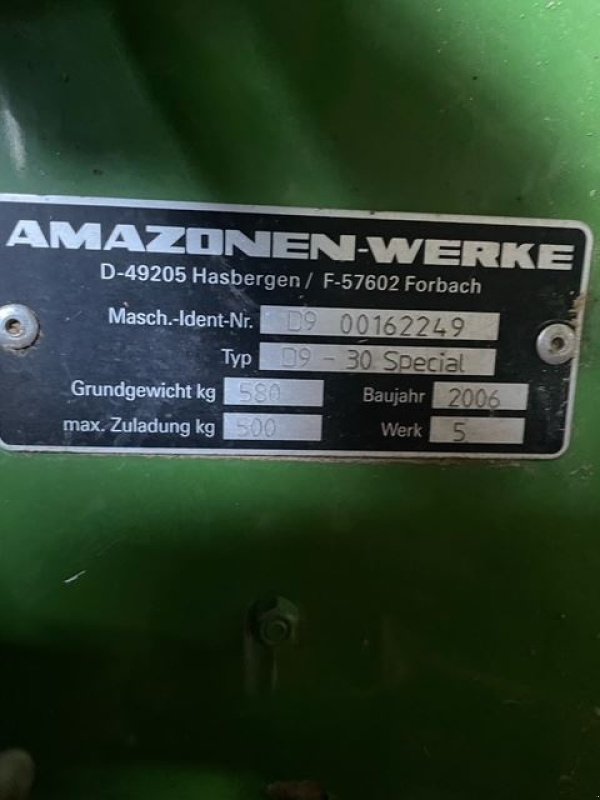 AMAZONEN-WERKE
D-49205 Hasbergen / F-57602 Forbach
Masch.-Ident-Nr. D9 00162249
Typ D9 - 30 Special
Grundgewicht kg 580 Baujahr 2006
max. Zuladung kg 500 Werk 5